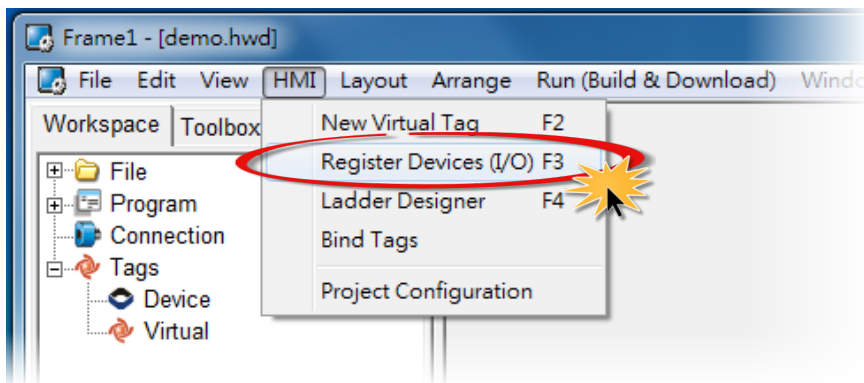 Frame1 - [demo.hwd]
File Edit View HMI Layout Arrange Run (Build & Download) Windo
Workspace Toolbox
New Virtual Tag F2
Register Devices (I/O) F3
Ladder Designer F4
Bind Tags
Project Configuration
File
Program
Connection
Tags
Device
Virtual